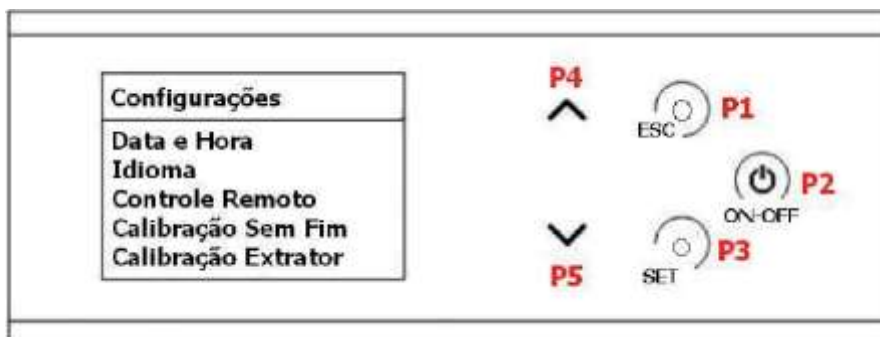 Configurações
Data e Hora
Idioma
Controle Remoto
Calibração Sem Fim
Calibração Extrator
P4
ESC
P1
P2
ON-OFF
P5
SET
P3